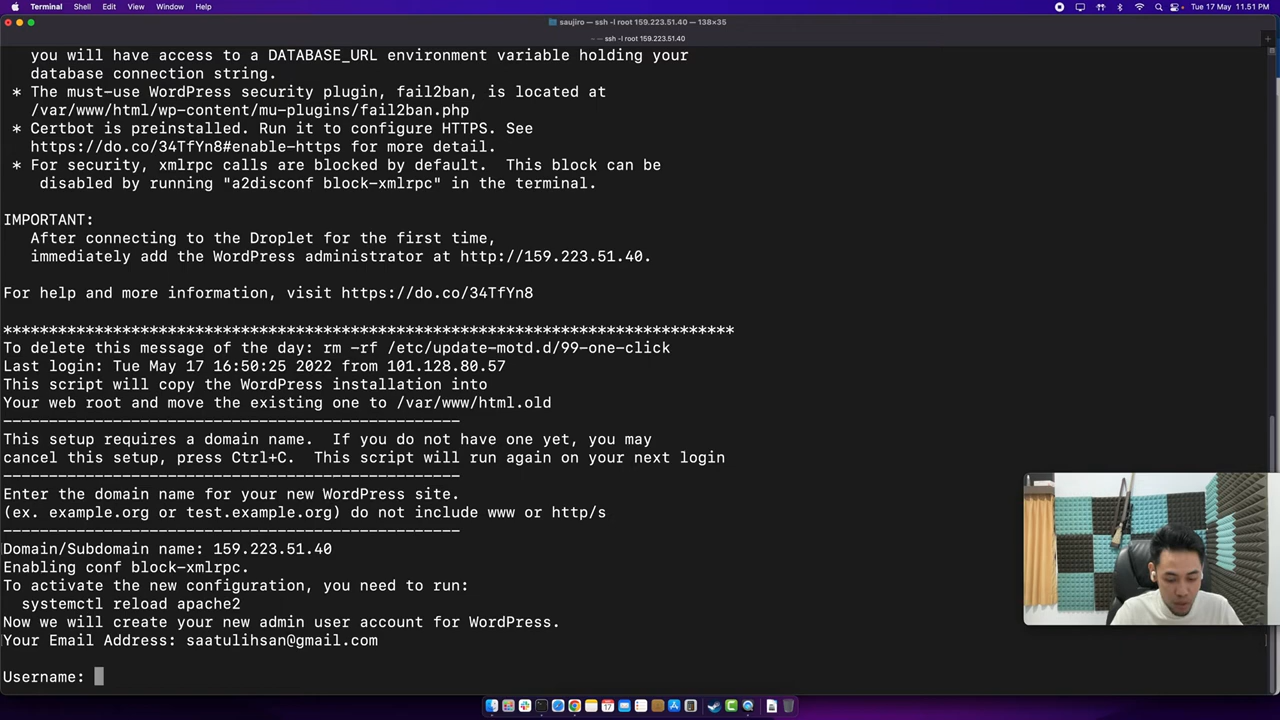 Terminal Shell Edit View Window Help
Tue 17 May 11.51 PM
saujiro — ssh -l root 159.223.51.40 — 138×35
ssh -l root 159.223.51.40
you will have access to a DATABASE_URL environment variable holding your
database connection string.
* The must-use WordPress security plugin, fail2ban, is located at
/var/www/html/wp-content/mu-plugins/fail2ban.php
* Certbot is preinstalled. Run it to configure HTTPS. See
https://do.co/34TfYn8#enable-https for more detail.
* For security, xmlrpc calls are blocked by default.  This block can be
disabled by running "a2disconf block-xmlrpc" in the terminal.
IMPORTANT:
After connecting to the Droplet for the first time,
immediately add the WordPress administrator at http://159.223.51.40.
For help and more information, visit https://do.co/34TfYn8
********************************************************************************
To delete this message of the day: rm -rf /etc/update-motd.d/99-one-click
Last login: Tue May 17 16:50:25 2022 from 101.128.80.57
This script will copy the WordPress installation into
Your web root and move the existing one to /var/www/html.old
--------------------------------------------------
This setup requires a domain name.  If you do not have one yet, you may
cancel this setup, press Ctrl+C.  This script will run again on your next login
--------------------------------------------------
Enter the domain name for your new WordPress site.
(ex. example.org or test.example.org) do not include www or http/s
--------------------------------------------------
Domain/Subdomain name: 159.223.51.40
Enabling conf block-xmlrpc.
To activate the new configuration, you need to run:
systemctl reload apache2
Now we will create your new admin user account for WordPress.
Your Email Address: saatulihsan@gmail.com
Username: